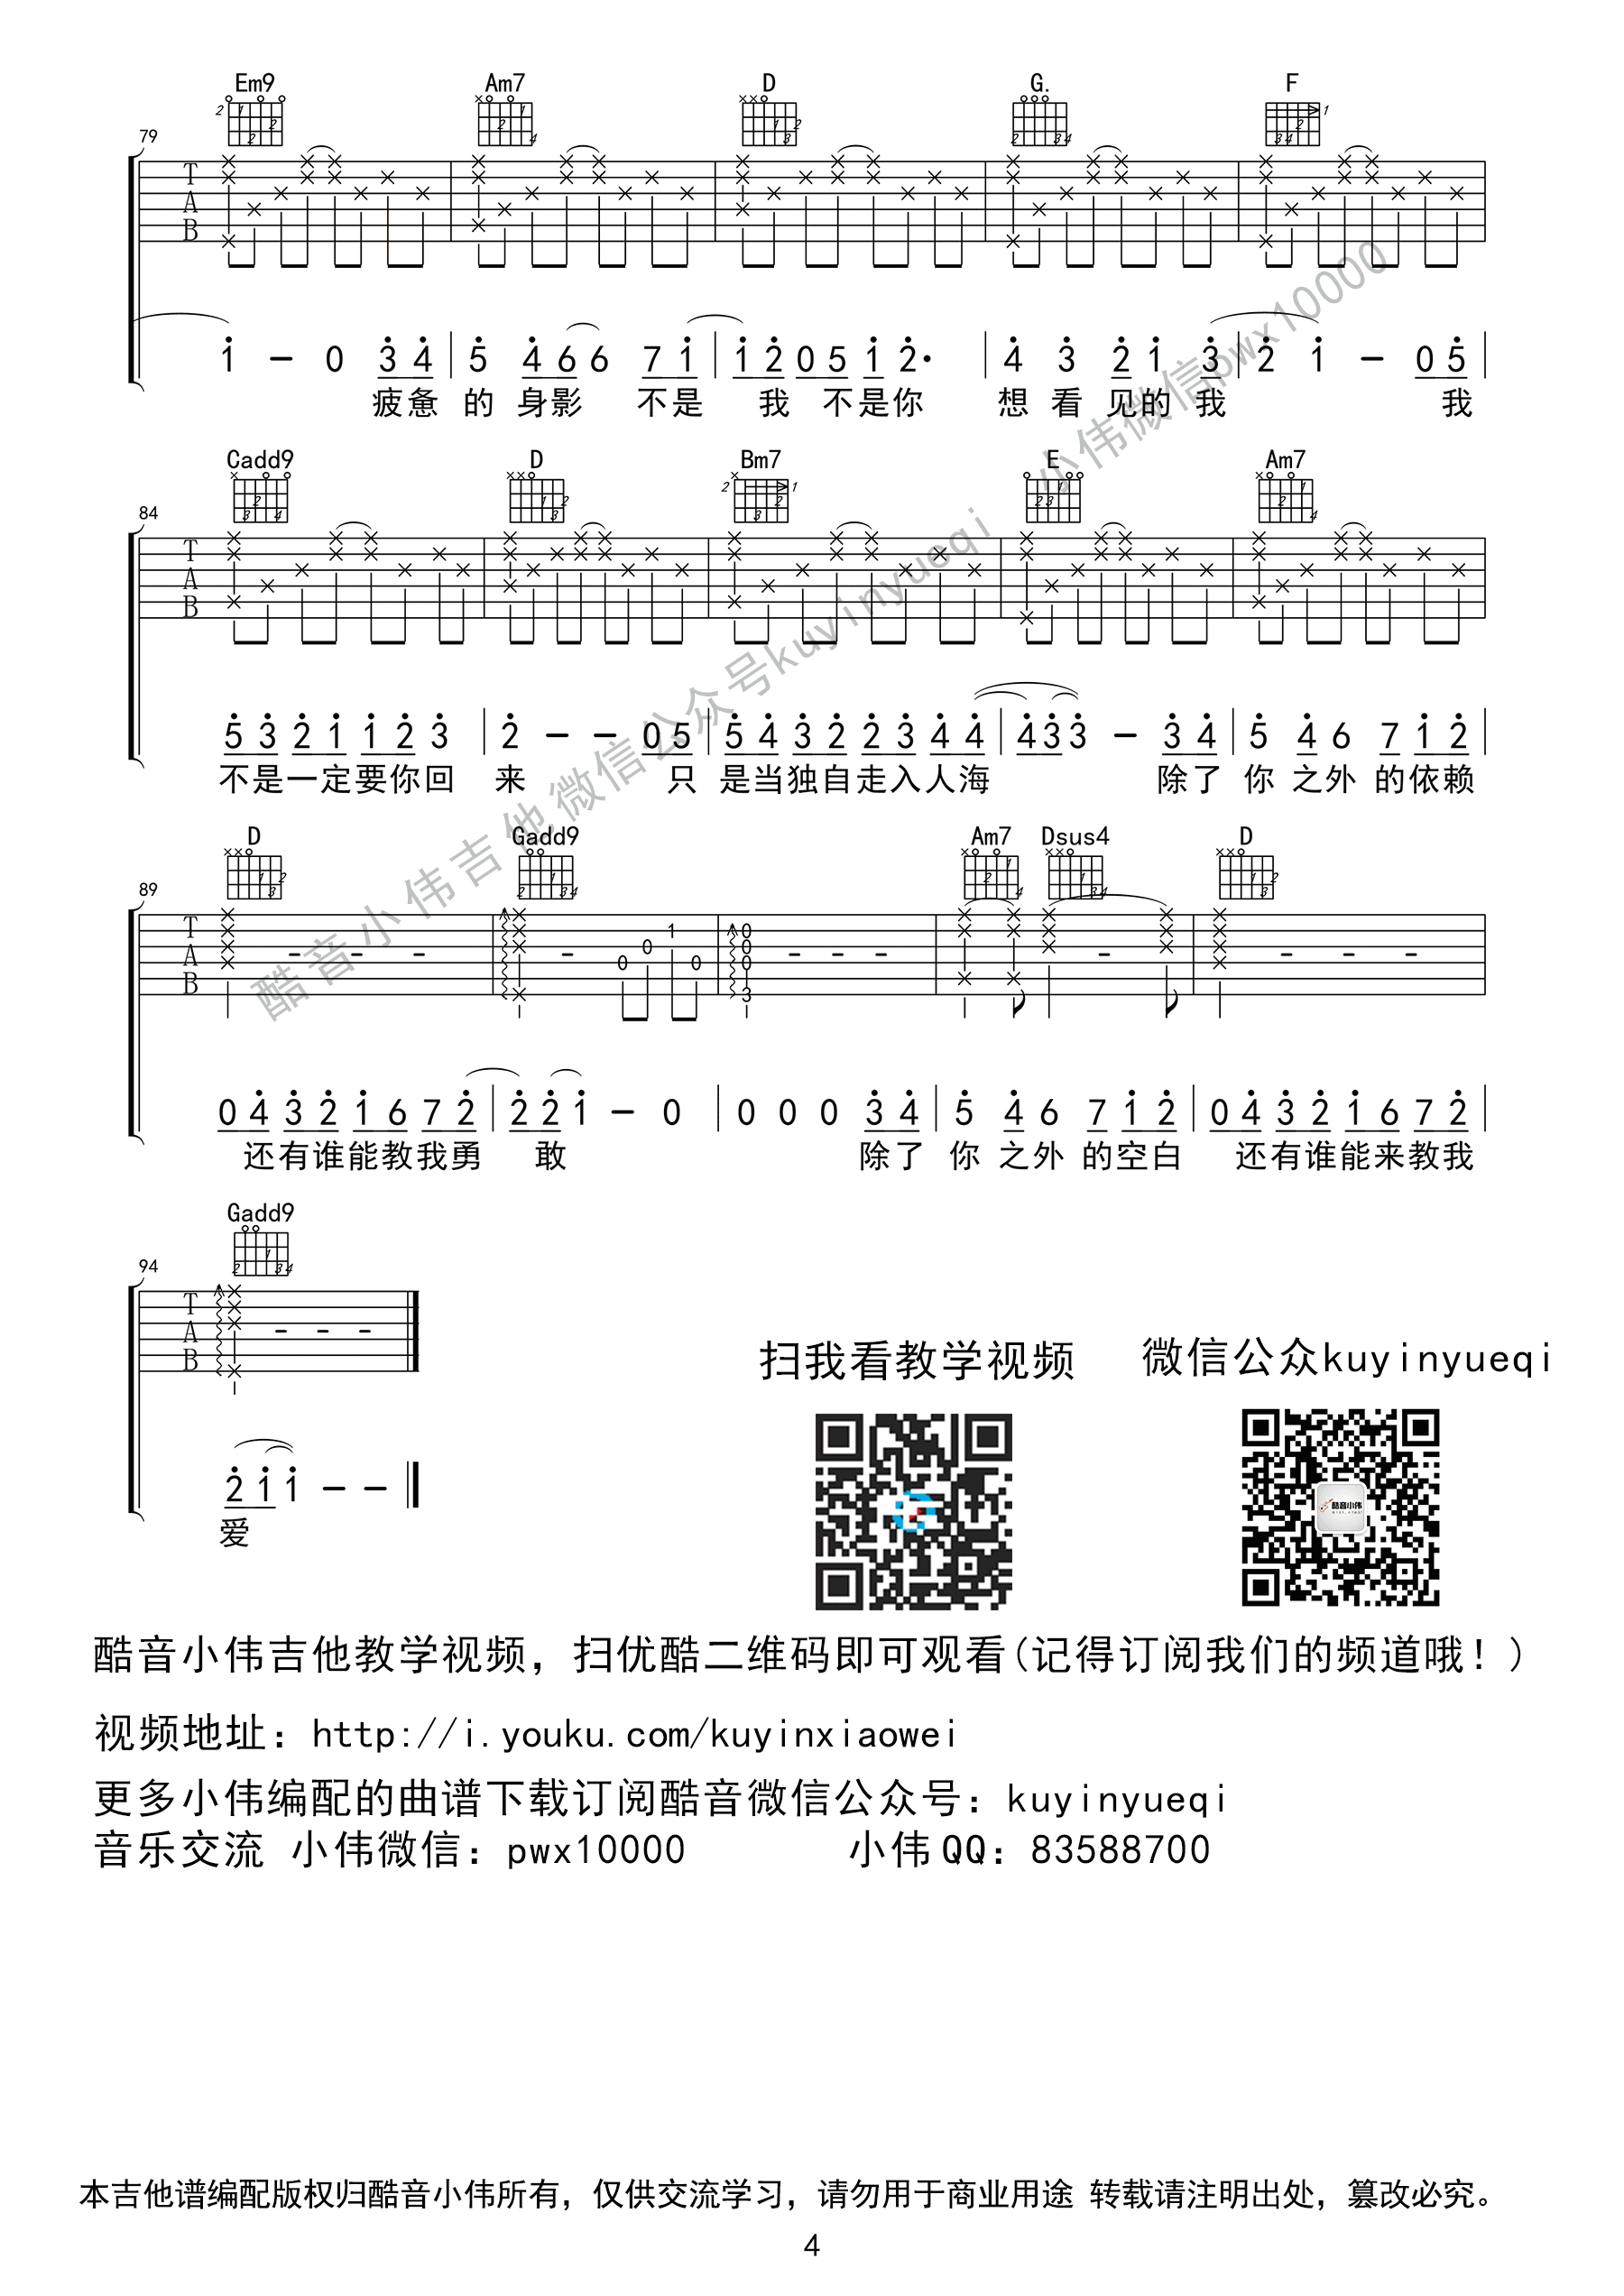 Em9 Am7 D G. F
79
1 - 0 3 4 5 4 6 6 7 1 1 2 0 5 1 2· 4 3 2 1 3 2 1 - 0 5
疲惫 的 身影 不是 我 不是你 想 看 见的 我 我
Cadd9 D Bm7 E Am7
84
5 3 2 1 1 2 3 2 - - 0 5 5 4 3 2 2 3 4 4 4 3 3 - 3 4 5 4 6 7 1 2
不是一定要你回 来 只 是当独自走入人海 除了 你 之外 的依赖
D Gadd9 Am7 Dsus4 D
89
0 4 3 2 1 6 7 2 2 2 1 - 0 0 0 0 3 4 5 4 6 7 1 2 0 4 3 2 1 6 7 2
还有谁能教我勇 敢 除了 你 之外 的空白 还有谁能来教我
Gadd9
94
2 1 1 - -
爱
酷音小伟吉他微信公众号kuyinyueqi 小伟微信pwx10000
扫我看教学视频 微信公众kuyinyueqi
酷音小伟
酷音小伟吉他教学视频，扫优酷二维码即可观看(记得订阅我们的频道哦！)
视频地址：http://i.youku.com/kuyinxiaowei
更多小伟编配的曲谱下载订阅酷音微信公众号：kuyinyueqi
音乐交流 小伟微信：pwx10000 小伟QQ：83588700
本吉他谱编配版权归酷音小伟所有，仅供交流学习，请勿用于商业用途 转载请注明出处，篡改必究。
4